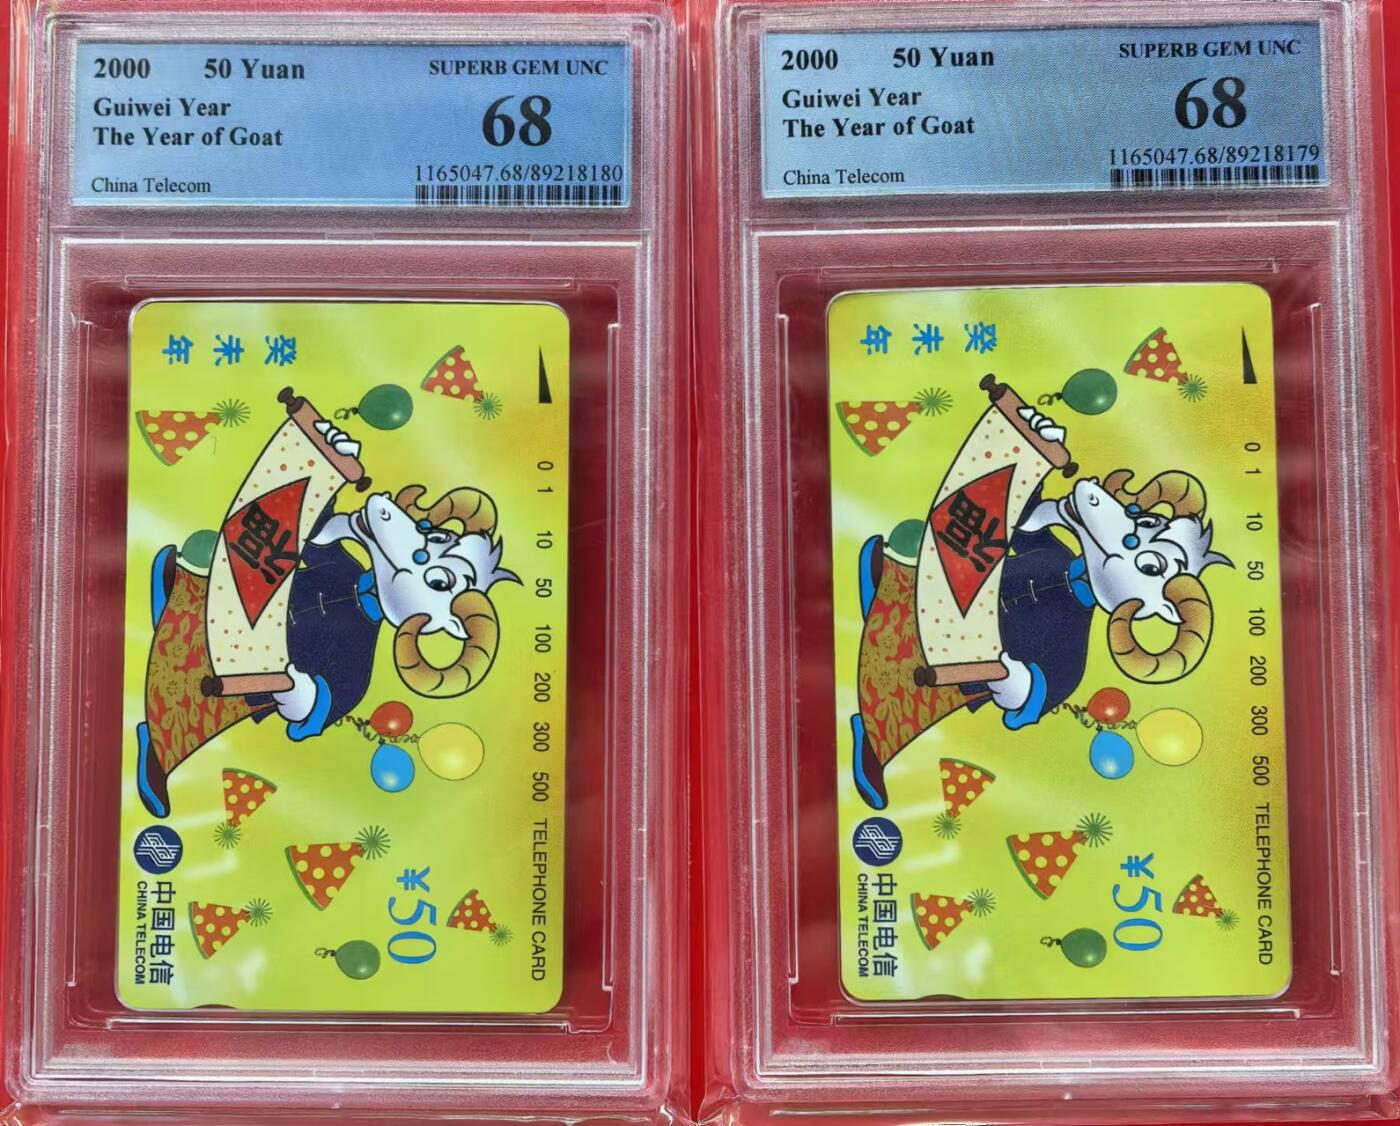 2000 50 Yuan SUPERB GEM UNC
Guiwei Year 68
The Year of Goat
China Telecom 1165047.68/89218180
癸未年
福
0 1 10 50 100 200 300 500 TELEPHONE CARD
¥50
中国电信
CHINA TELECOM
2000 50 Yuan SUPERB GEM UNC
Guiwei Year 68
The Year of Goat
China Telecom 1165047.68/89218179
癸未年
福
0 1 10 50 100 200 300 500 TELEPHONE CARD
¥50
中国电信
CHINA TELECOM